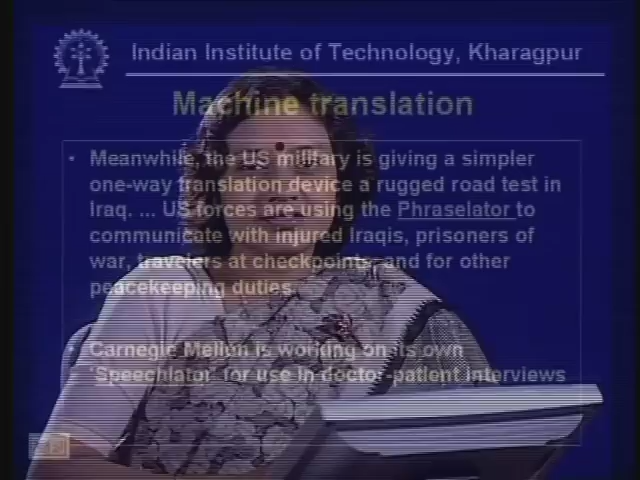 Indian Institute of Technology, Kharagpur
Machine translation
• Meanwhile, the US military is giving a simpler
one-way translation device a rugged road test in
Iraq. ... US forces are using the Phraselator to
communicate with injured Iraqis, prisoners of
war, travelers at checkpoints, and for other
peacekeeping duties.
• Carnegie Mellon is working on its own
'Speechlator' for use in doctor-patient interviews